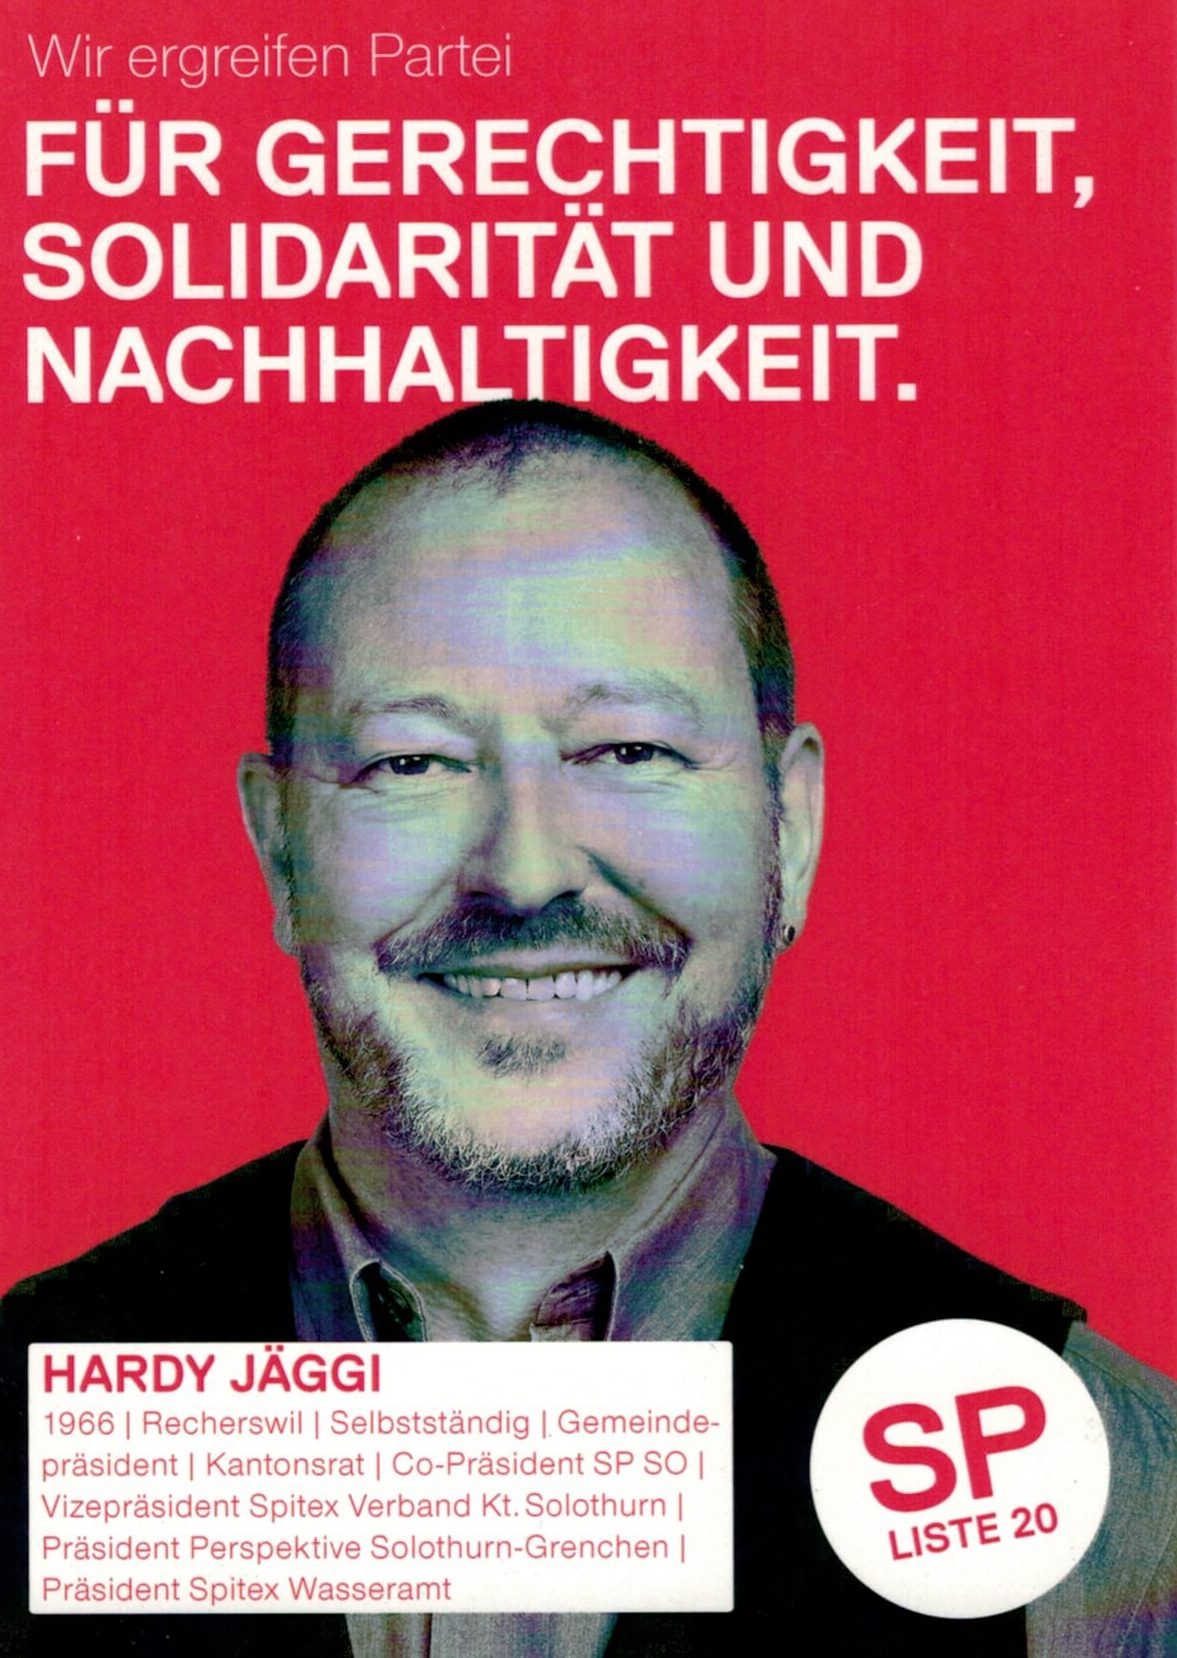 Wir ergreifen Partei
FÜR GERECHTIGKEIT,
SOLIDARITÄT UND
NACHHALTIGKEIT.
HARDY JÄGGI
1966 | Recherswil | Selbstständig | Gemeinde-
präsident | Kantonsrat | Co-Präsident SP SO |
Vizepräsident Spitex Verband Kt. Solothurn |
Präsident Perspektive Solothurn-Grenchen |
Präsident Spitex Wasseramt
SP
LISTE 20